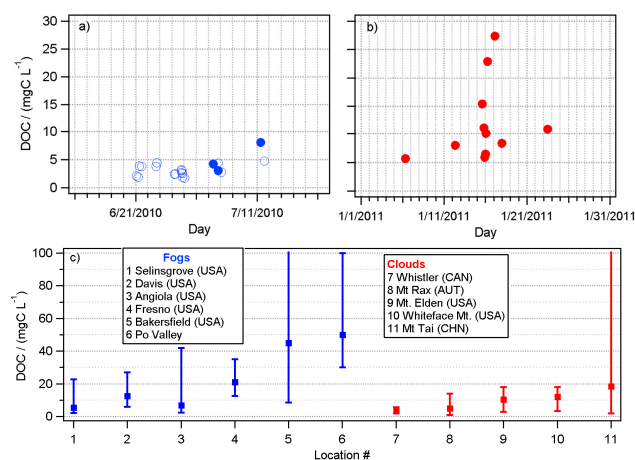 a)
b)
DOC / (mgC L⁻¹)
30
25
20
15
10
5
0
6/21/2010
7/11/2010
Day
1/1/2011
1/11/2011
1/21/2011
1/31/2011
Day
c)
DOC / (mgC L⁻¹)
100
80
60
40
20
0
Fogs
1 Selinsgrove (USA)
2 Davis (USA)
3 Angiola (USA)
4 Fresno (USA)
5 Bakersfield (USA)
6 Po Valley
Clouds
7 Whistler (CAN)
8 Mt Rax (AUT)
9 Mt. Elden (USA)
10 Whiteface Mt. (USA)
11 Mt Tai (CHN)
1 2 3 4 5 6 7 8 9 10 11
Location #